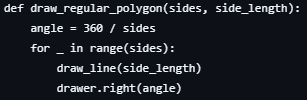 def draw_regular_polygon(sides, side_length):
    angle = 360 / sides
    for _ in range(sides):
        draw_line(side_length)
        drawer.right(angle)